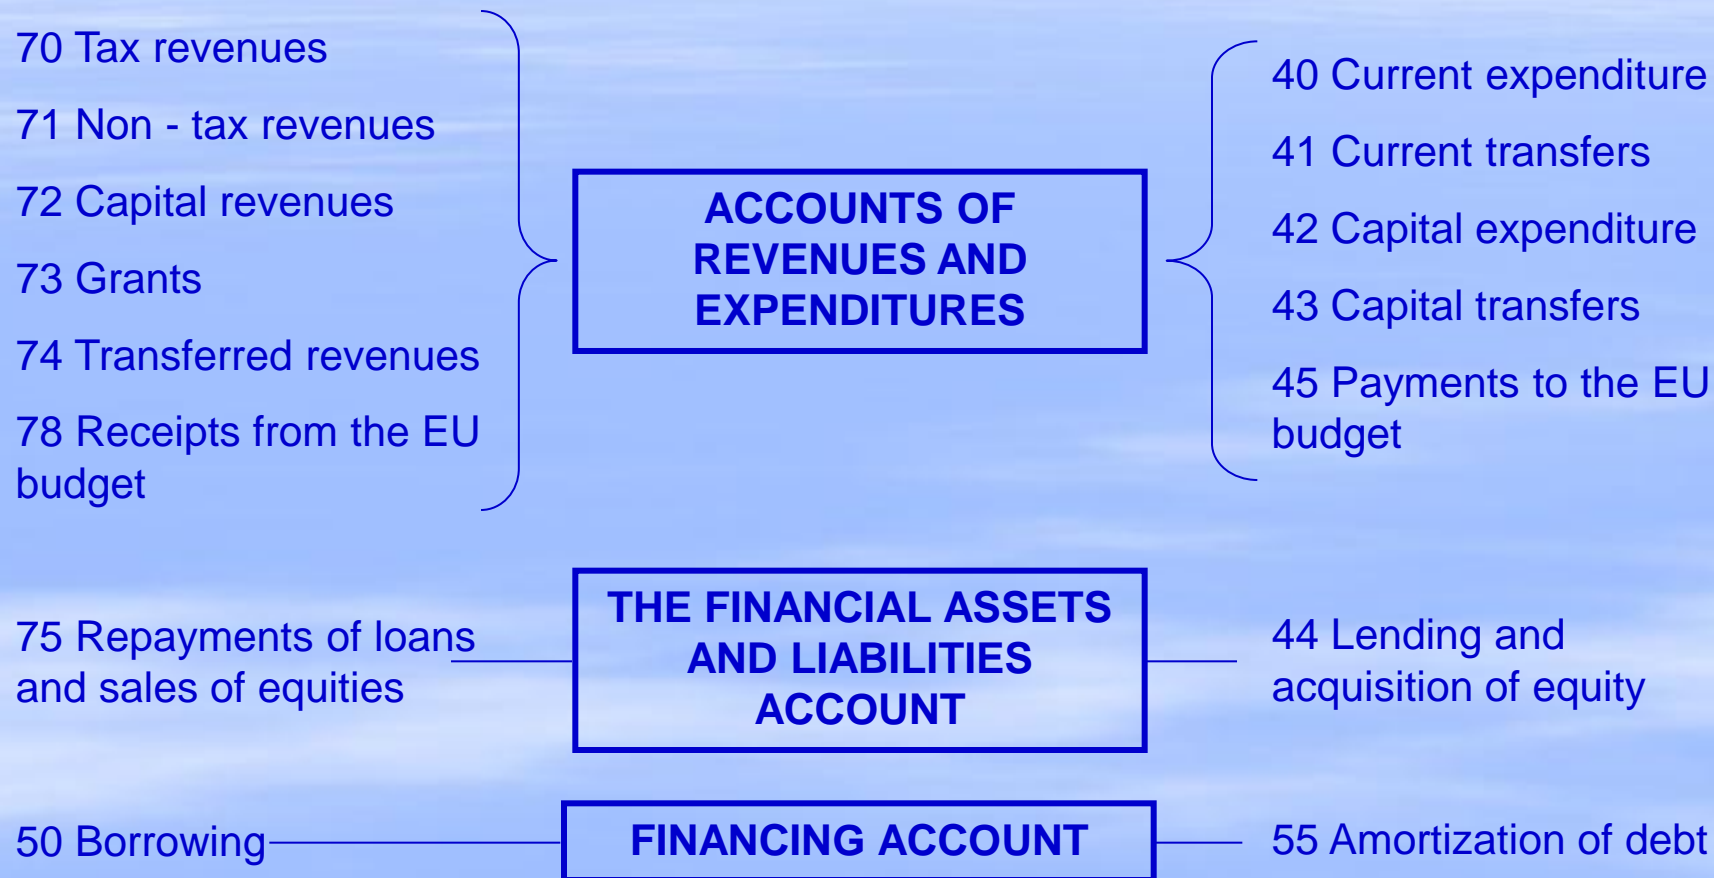 70 Tax revenues
71 Non - tax revenues
72 Capital revenues
73 Grants
74 Transferred revenues
78 Receipts from the EU
budget
ACCOUNTS OF
REVENUES AND
EXPENDITURES
40 Current expenditure
41 Current transfers
42 Capital expenditure
43 Capital transfers
45 Payments to the EU
budget
75 Repayments of loans
and sales of equities
THE FINANCIAL ASSETS
AND LIABILITIES
ACCOUNT
44 Lending and
acquisition of equity
50 Borrowing
FINANCING ACCOUNT
55 Amortization of debt